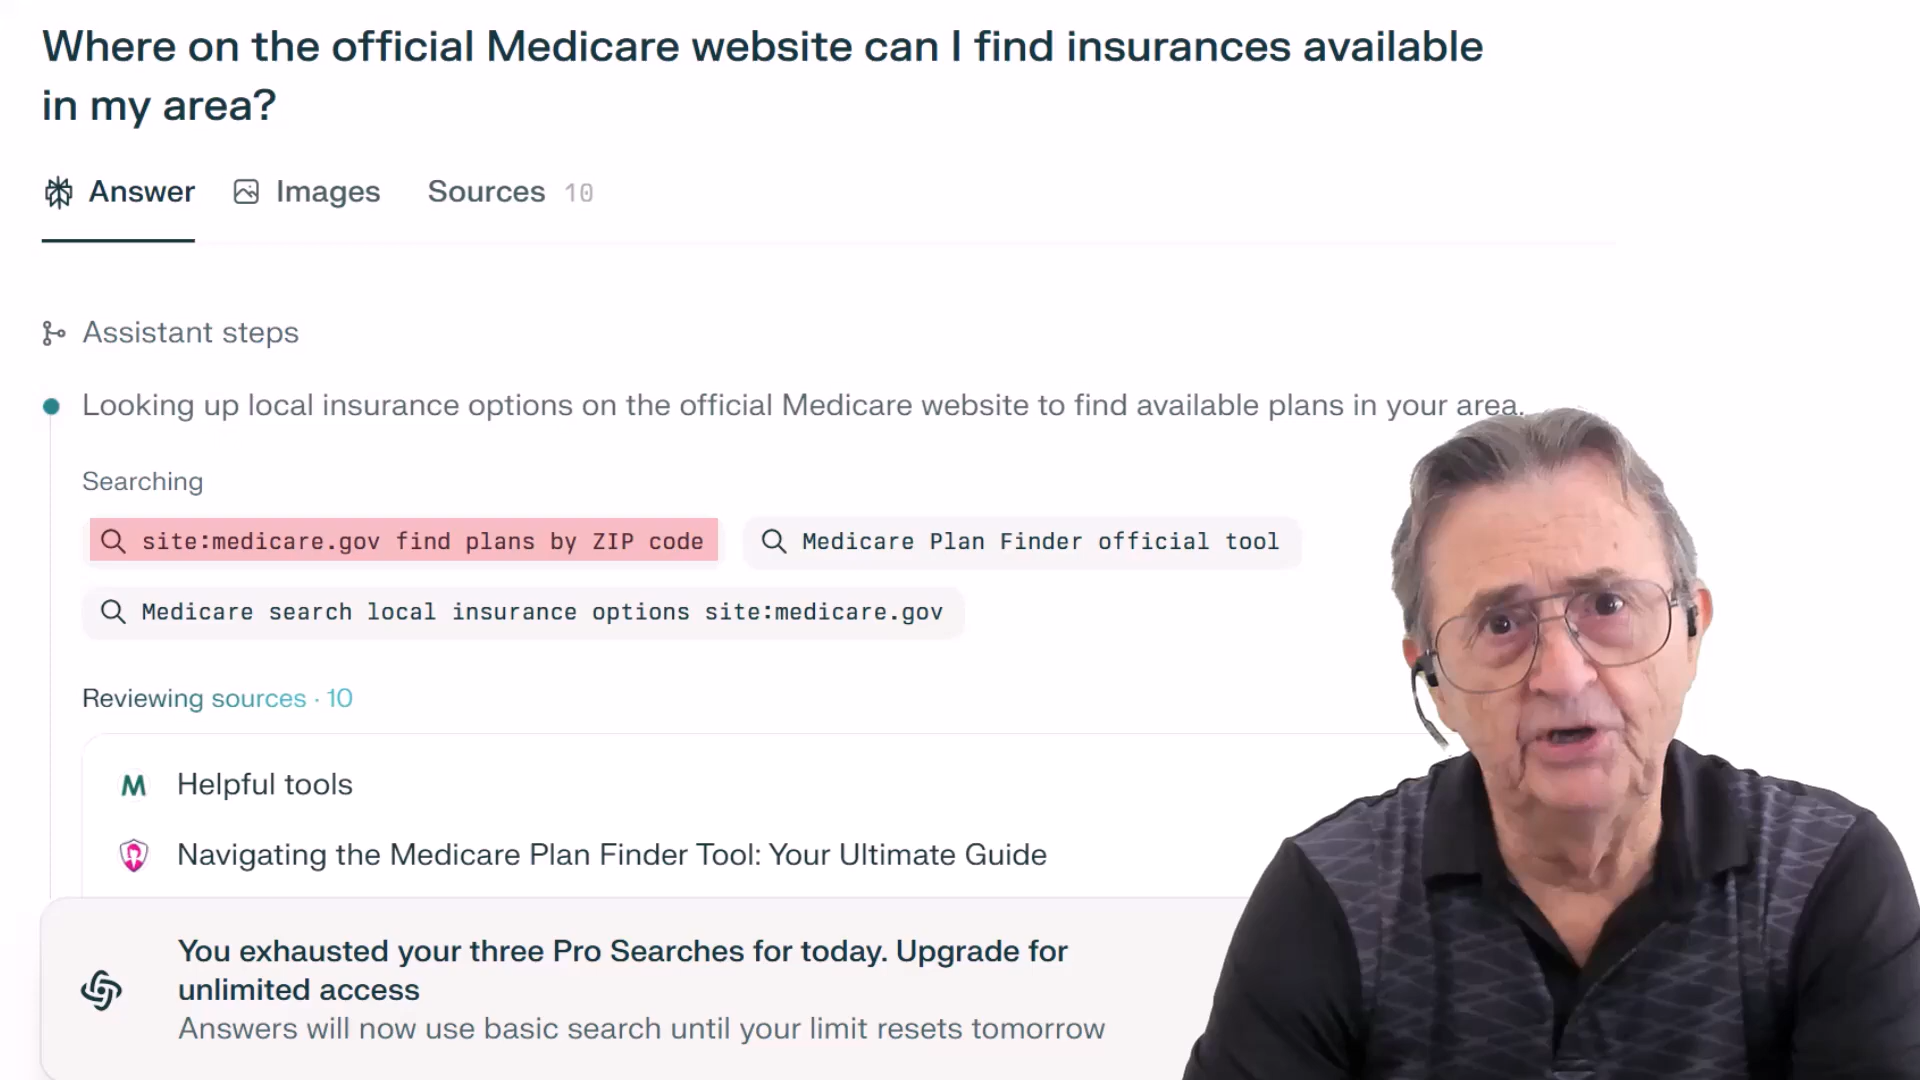 Where on the official Medicare website can I find insurances available
in my area?
Answer Images Sources 10
Assistant steps
Looking up local insurance options on the official Medicare website to find available plans in your area.
Searching
site:medicare.gov find plans by ZIP code Medicare Plan Finder official tool
Medicare search local insurance options site:medicare.gov
Reviewing sources · 10
M Helpful tools
Navigating the Medicare Plan Finder Tool: Your Ultimate Guide
You exhausted your three Pro Searches for today. Upgrade for
unlimited access
Answers will now use basic search until your limit resets tomorrow